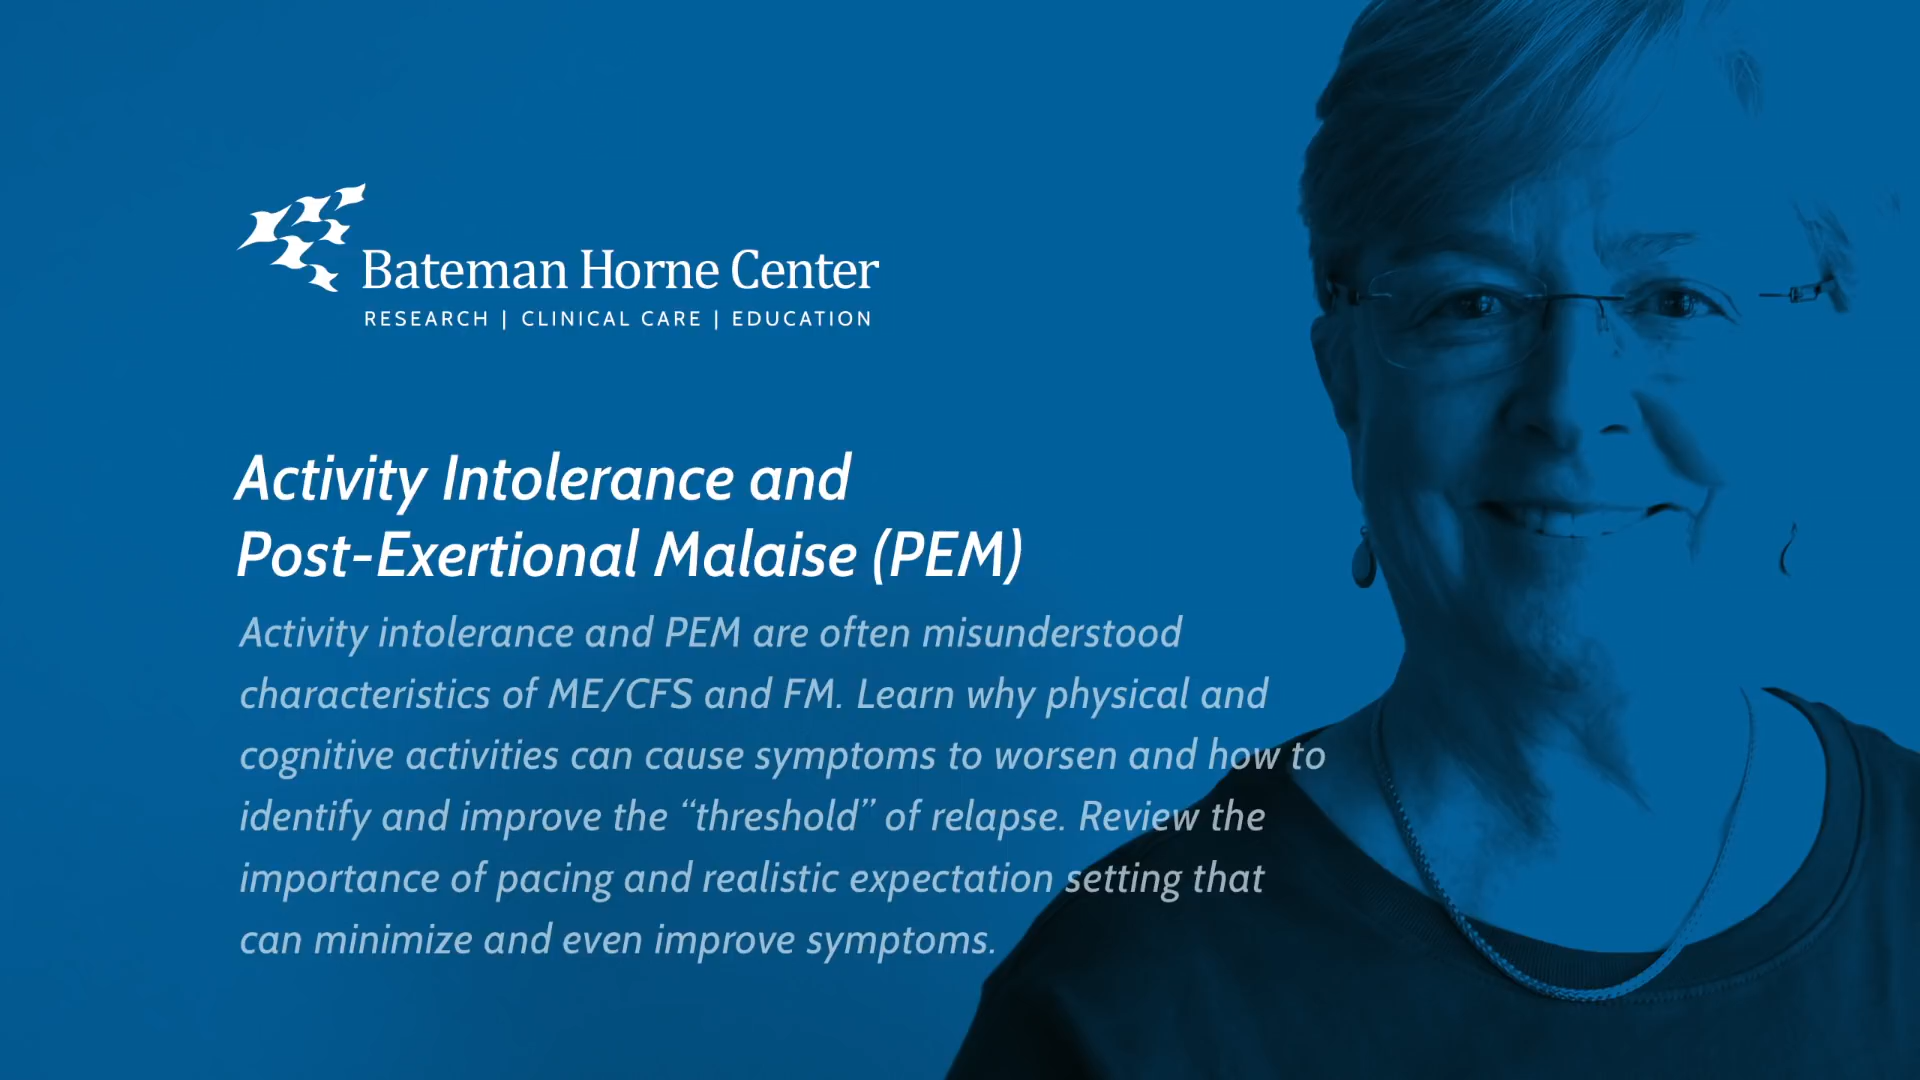 Bateman Horne Center
RESEARCH | CLINICAL CARE | EDUCATION
Activity Intolerance and
Post-Exertional Malaise (PEM)
Activity intolerance and PEM are often misunderstood
characteristics of ME/CFS and FM. Learn why physical and
cognitive activities can cause symptoms to worsen and how to
identify and improve the “threshold” of relapse. Review the
importance of pacing and realistic expectation setting that
can minimize and even improve symptoms.